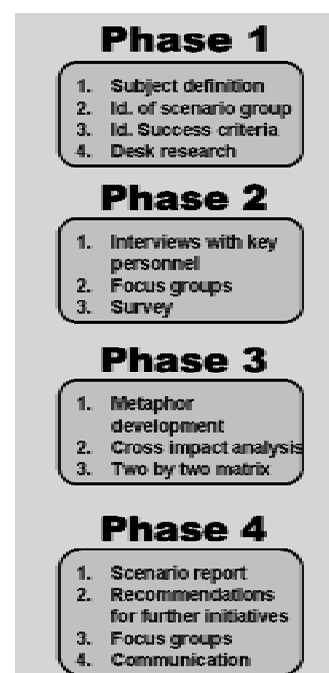 Phase 1
1. Subject definition
2. Id. of scenario group
3. Id. Success criteria
4. Desk research
Phase 2
1. Interviews with key
personnel
2. Focus groups
3. Survey
Phase 3
1. Metaphor
development
2. Cross impact analysis
3. Two by two matrix
Phase 4
1. Scenario report
2. Recommendations
for further initiatives
3. Focus groups
4. Communication